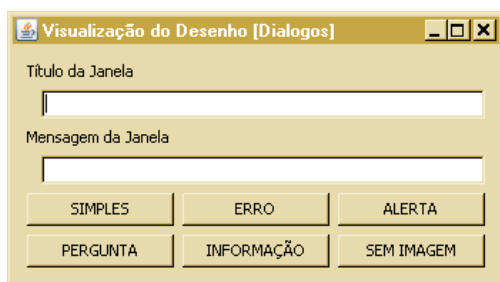 Visualização do Desenho [Dialogos]
Título da Janela
Mensagem da Janela
SIMPLES ERRO ALERTA
PERGUNTA INFORMAÇÃO SEM IMAGEM